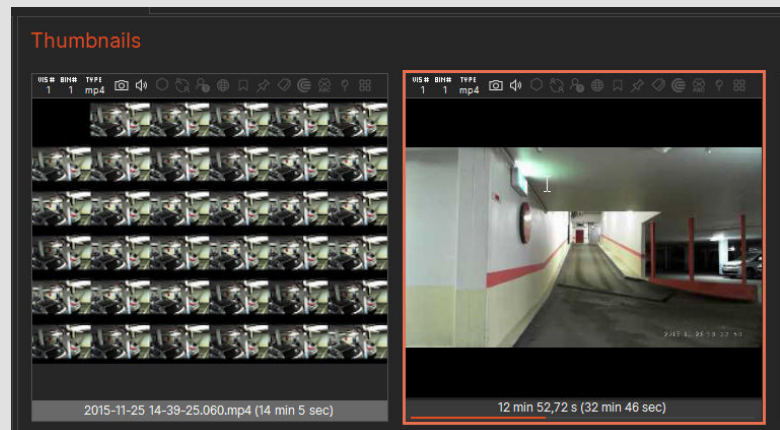 Thumbnails
VIS # BIN# TYPE
1 1 mp4
VIS # BIN# TYPE
1 1 mp4
2015-11-25 14-39-25.060.mp4 (14 min 5 sec)
12 min 52,72 s (32 min 46 sec)